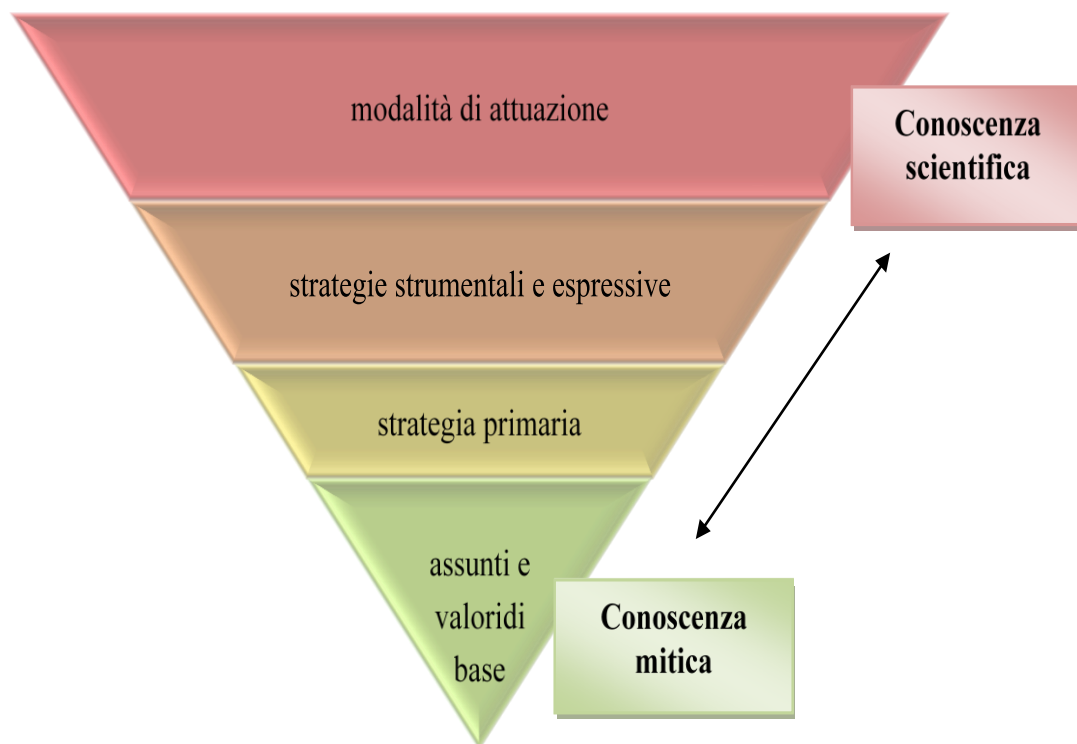 modalità di attuazione
Conoscenza
scientifica
strategie strumentali e espressive
strategia primaria
assunti e
valoridi
base
Conoscenza
mitica